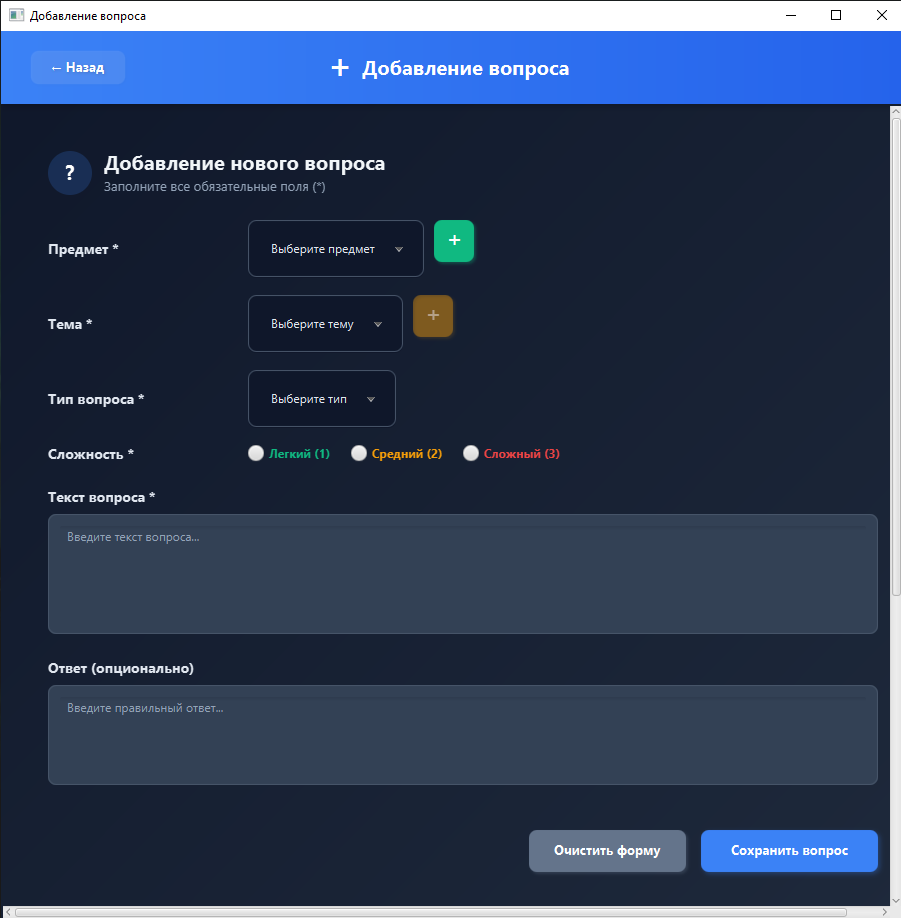 Добавление вопроса
← Назад
+ Добавление вопроса
?
Добавление нового вопроса
Заполните все обязательные поля (*)
Предмет *
Выберите предмет
+
Тема *
Выберите тему
+
Тип вопроса *
Выберите тип
Сложность *
Легкий (1)
Средний (2)
Сложный (3)
Текст вопроса *
Введите текст вопроса...
Ответ (опционально)
Введите правильный ответ...
Очистить форму
Сохранить вопрос